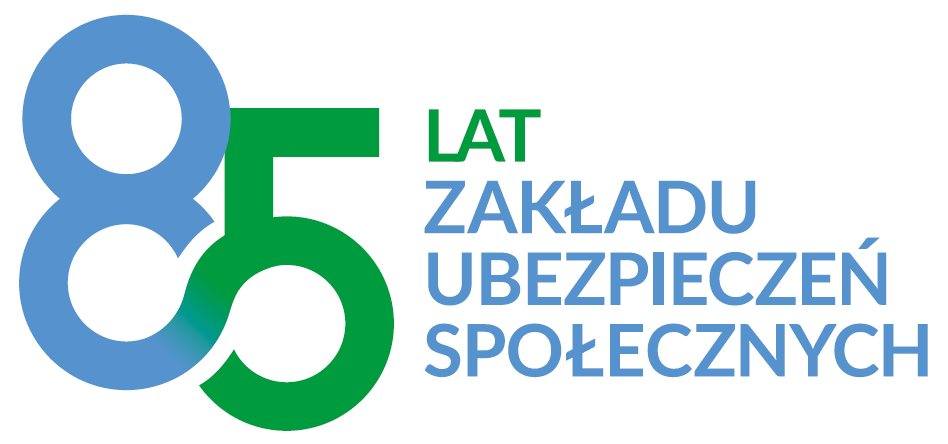 85
LAT
ZAKŁADU
UBEZPIECZEŃ
SPOŁECZNYCH